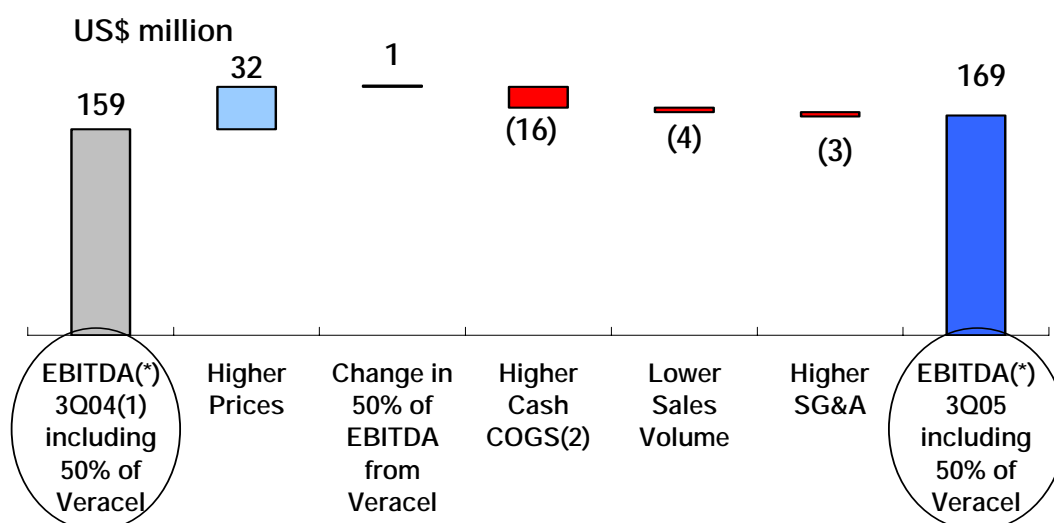 US$ million
159
32
1
(16)
(4)
(3)
169
EBITDA(*)
3Q04(1)
including
50% of
Veracel
Higher
Prices
Change in
50% of
EBITDA
from
Veracel
Higher
Cash
COGS(2)
Lower
Sales
Volume
Higher
SG&A
EBITDA(*)
3Q05
including
50% of
Veracel